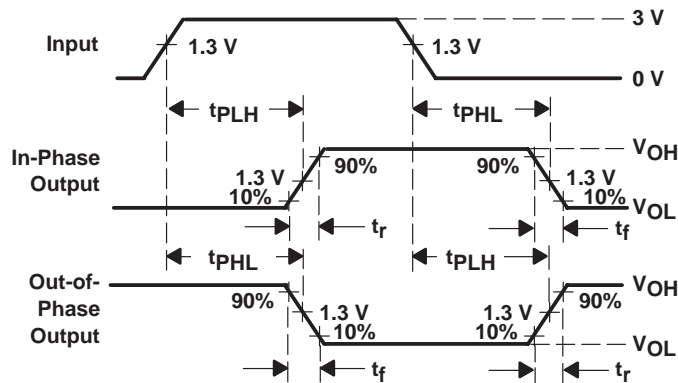 3 V
Input
1.3 V
1.3 V
0 V
tPLH
tPHL
In-Phase
Output
VOH
90%
90%
1.3 V
1.3 V
10%
10%
VOL
tr
tf
tPHL
tPLH
Out-of-
Phase
Output
VOH
90%
90%
1.3 V
1.3 V
10%
10%
VOL
tf
tr